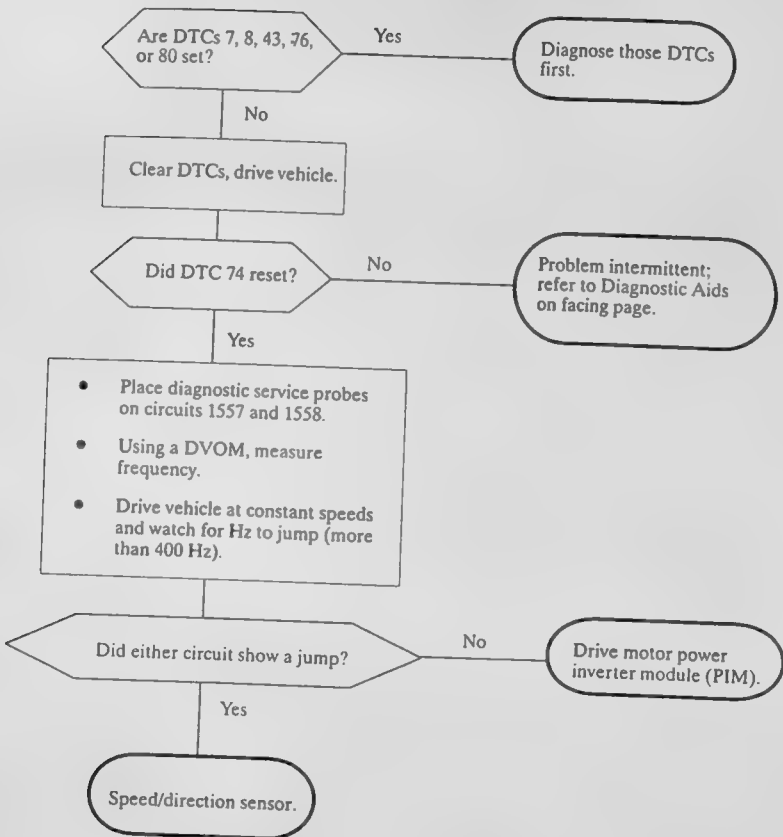 Are DTCs 7, 8, 43, 76,
or 80 set?
Yes
Diagnose those DTCs
first.
No
Clear DTCs, drive vehicle.
Did DTC 74 reset?
No
Problem intermittent;
refer to Diagnostic Aids
on facing page.
Yes
• Place diagnostic service probes
on circuits 1557 and 1558.
• Using a DVOM, measure
frequency.
• Drive vehicle at constant speeds
and watch for Hz to jump (more
than 400 Hz).
Did either circuit show a jump?
No
Drive motor power
inverter module (PIM).
Yes
Speed/direction sensor.